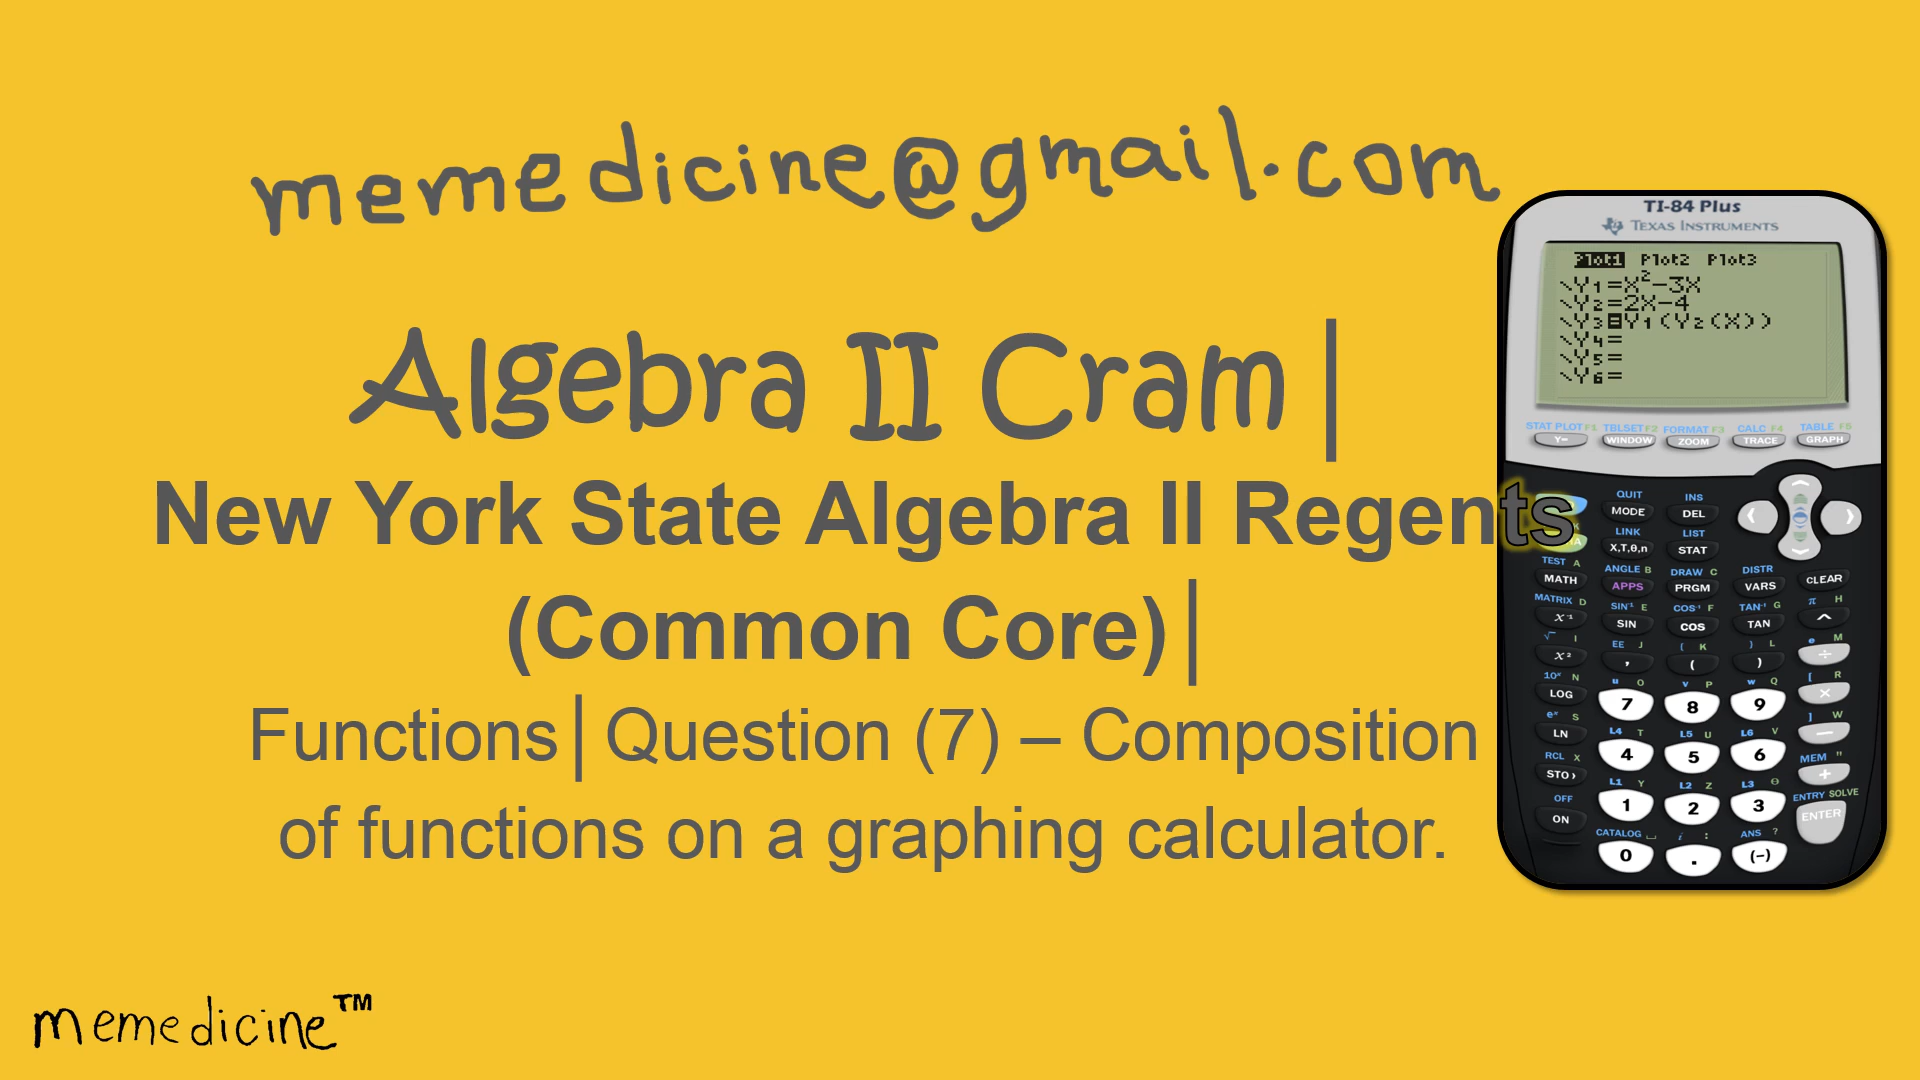 memedicine@gmail.com
Algebra II Cram|
New York State Algebra II Regents
(Common Core)|
Functions|Question (7) – Composition
of functions on a graphing calculator.
memedicine™
TI-84 Plus
TEXAS INSTRUMENTS
Plot1 Plot2 Plot3
\Y1=X²-3X
\Y2=2X-4
\Y3=Y1(Y2(X))
\Y4=
\Y5=
\Y6=
STAT PLOT F1 TBLSET F2 FORMAT F3 CALC F4 TABLE F5
Y= WINDOW ZOOM TRACE GRAPH
QUIT INS
MODE DEL
LINK LIST
X,T,θ,n STAT
TEST A ANGLE B DRAW C DISTR
MATH APPS PRGM VARS CLEAR
MATRIX D SIN⁻¹ E COS⁻¹ F TAN⁻¹ G π H
X⁻¹ SIN COS TAN ^
√ I EE J { K } L e M
X² , ( ) ÷
10ˣ N u O v P w Q [ R
LOG 7 8 9 ×
eˣ S L4 T L5 U L6 V ] W
LN 4 5 6 −
RCL X L1 Y L2 Z L3 θ MEM "
STO› 1 2 3 +
OFF CATALOG i : ANS ? ENTRY SOLVE
ON 0 . (−) ENTER